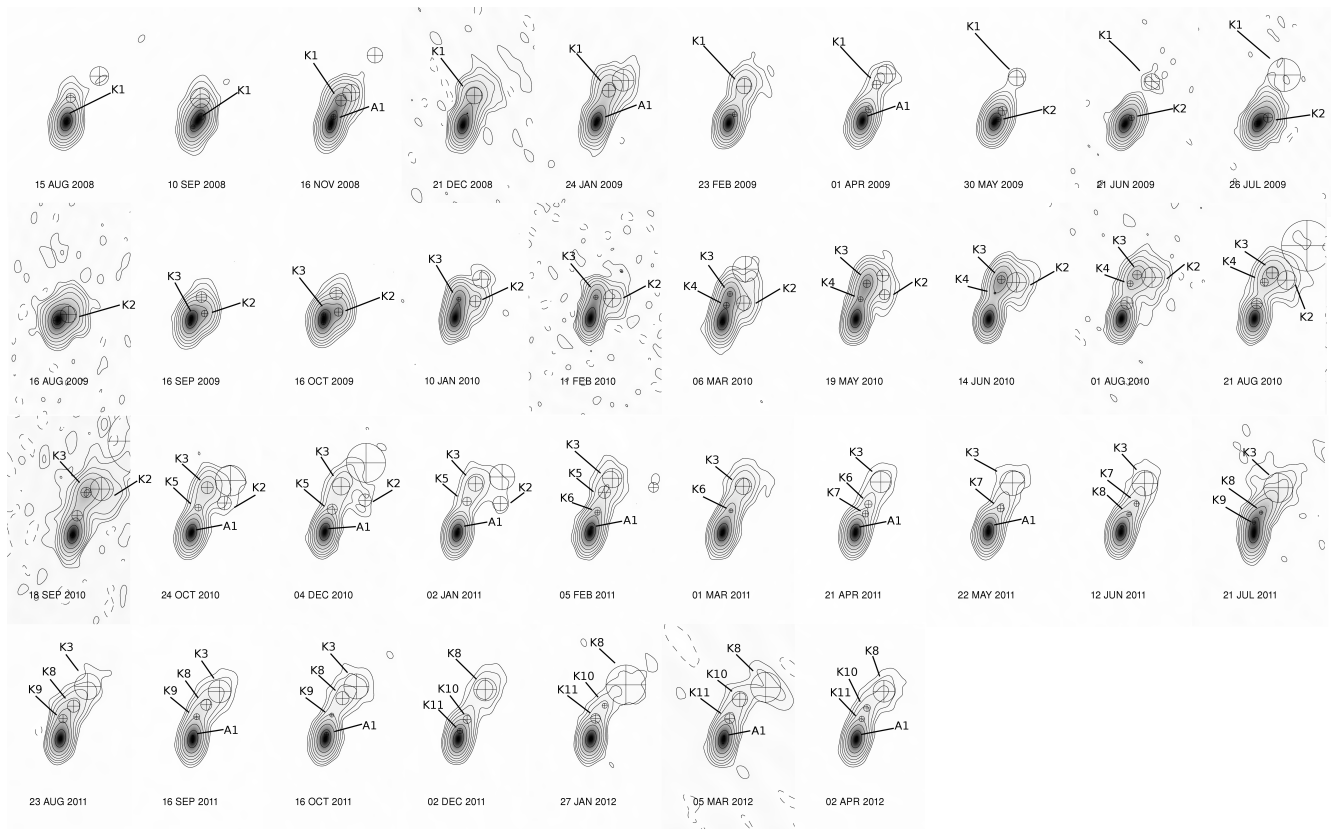 K1
15 AUG 2008
K1
10 SEP 2008
K1
A1
16 NOV 2008
K1
21 DEC 2008
K1
A1
24 JAN 2009
K1
23 FEB 2009
K1
A1
01 APR 2009
K1
K2
30 MAY 2009
K1
K2
21 JUN 2009
K1
K2
26 JUL 2009
K2
16 AUG 2009
K3
K2
16 SEP 2009
K3
K2
16 OCT 2009
K3
K2
10 JAN 2010
K3
K2
11 FEB 2010
K3
K4
K2
06 MAR 2010
K3
K4
K2
19 MAY 2010
K3
K4
K2
14 JUN 2010
K3
K4
K2
01 AUG 2010
K3
K4
K2
21 AUG 2010
K3
K2
18 SEP 2010
K3
K5
K2
A1
24 OCT 2010
K3
K5
K2
A1
04 DEC 2010
K3
K5
K2
A1
02 JAN 2011
K3
K5
K6
A1
05 FEB 2011
K3
K6
01 MAR 2011
K3
K6
K7
A1
21 APR 2011
K3
K7
A1
22 MAY 2011
K3
K7
K8
12 JUN 2011
K3
K8
K9
21 JUL 2011
K3
K8
K9
23 AUG 2011
K3
K8
K9
A1
16 SEP 2011
K3
K8
K9
A1
16 OCT 2011
K8
K10
K11
02 DEC 2011
K8
K10
K11
27 JAN 2012
K8
K10
K11
A1
05 MAR 2012
K8
K10
K11
A1
02 APR 2012